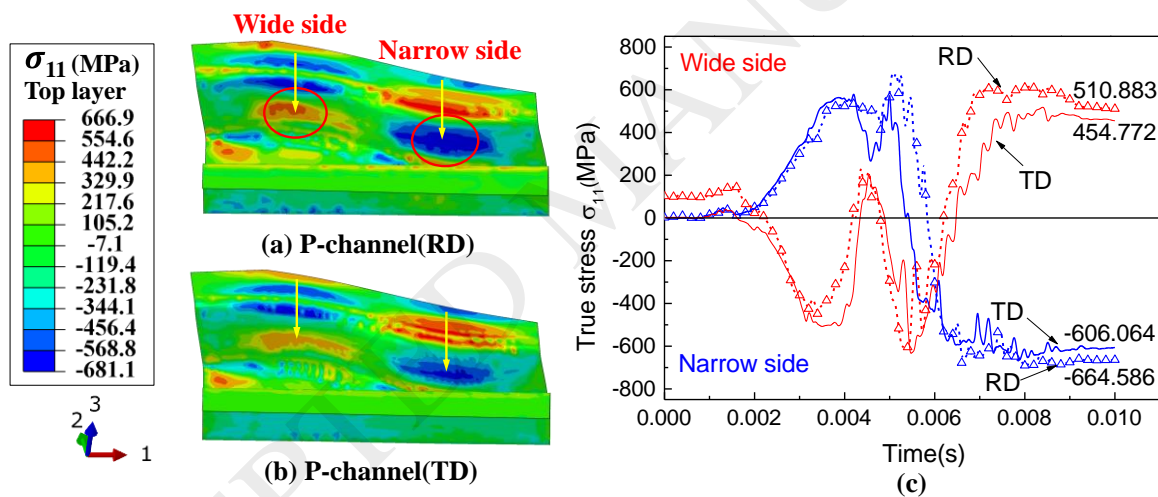 σ11 (MPa)
Top layer
666.9
554.6
442.2
329.9
217.6
105.2
-7.1
-119.4
-231.8
-344.1
-456.4
-568.8
-681.1
3
2
1
Wide side
Narrow side
(a) P-channel(RD)
(b) P-channel(TD)
True stress σ11(MPa)
800
600
400
200
0
-200
-400
-600
-800
Wide side
RD
510.883
454.772
TD
TD
-606.064
Narrow side
RD
-664.586
0.000 0.002 0.004 0.006 0.008 0.010
Time(s)
(c)